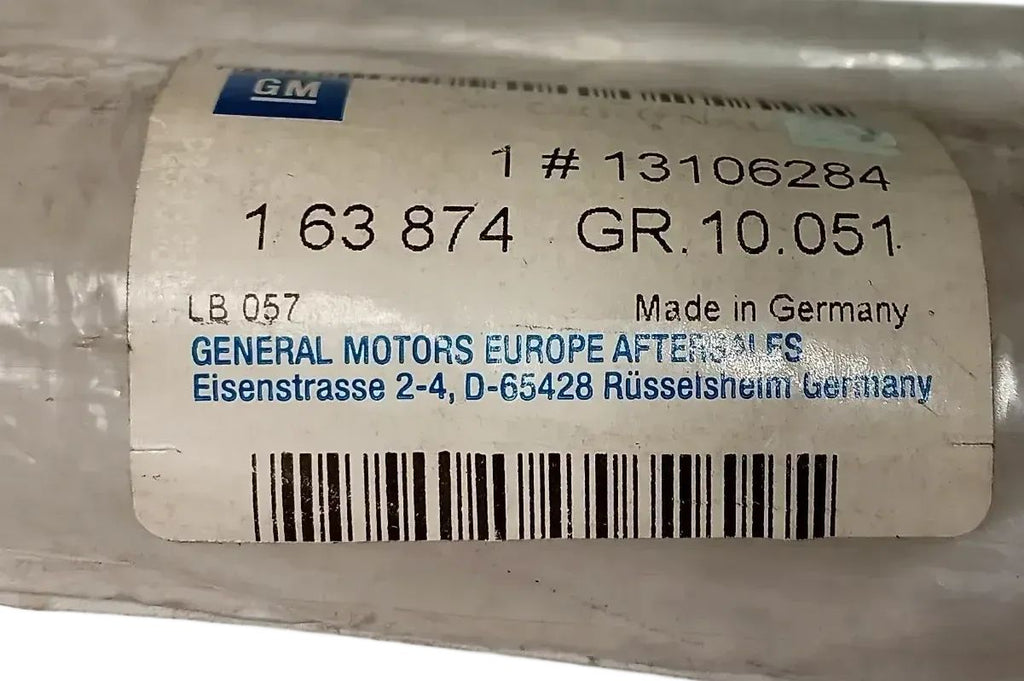 GM
1 # 13106284
1 63 874 GR. 10.051
LB 057 Made in Germany
GENERAL MOTORS EUROPE AFTERSALES
Eisenstrasse 2-4, D-65428 Rüsselsheim Germany